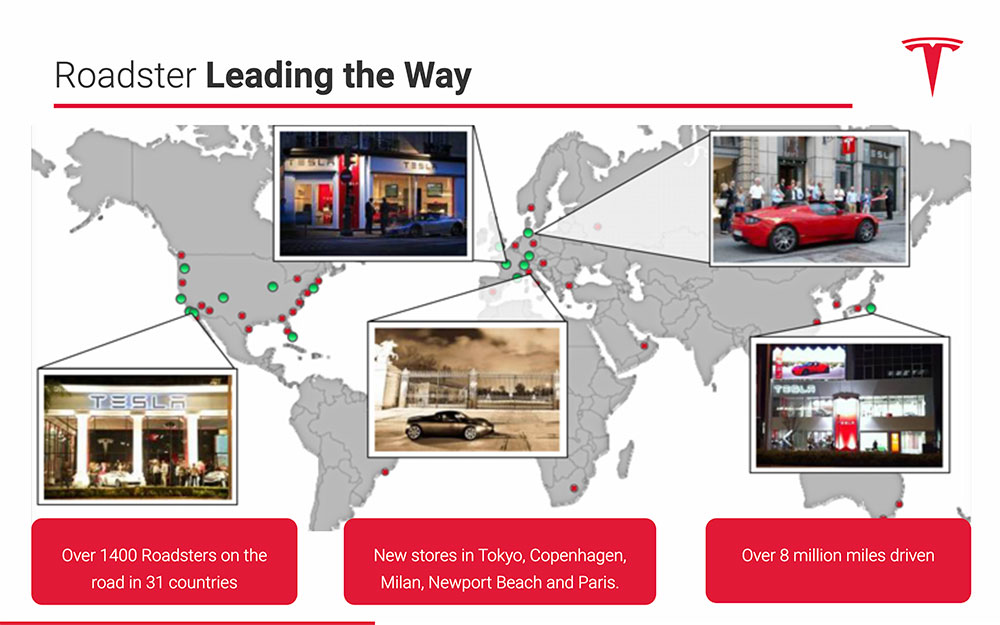 Roadster Leading the Way
TESLA
TESLA
TESLA
TESLA
TESLA
Over 1400 Roadsters on the
road in 31 countries
New stores in Tokyo, Copenhagen,
Milan, Newport Beach and Paris.
Over 8 million miles driven